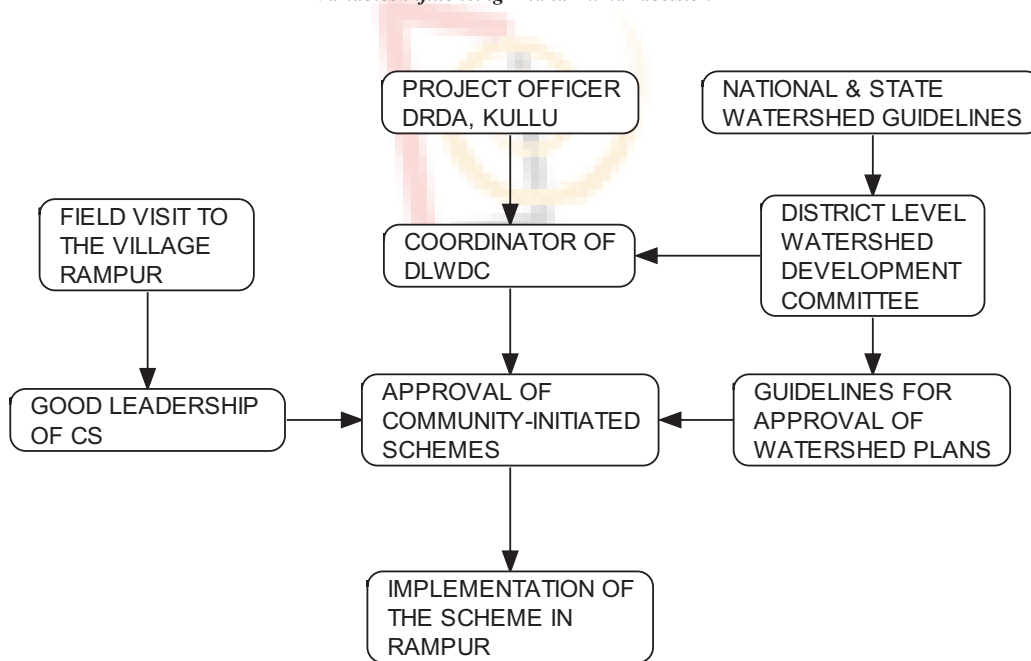 PROJECT OFFICER
DRDA, KULLU
NATIONAL & STATE
WATERSHED GUIDELINES
FIELD VISIT TO
THE VILLAGE
RAMPUR
COORDINATOR OF
DLWDC
DISTRICT LEVEL
WATERSHED
DEVELOPMENT
COMMITTEE
GOOD LEADERSHIP
OF CS
APPROVAL OF
COMMUNITY-INITIATED
SCHEMES
GUIDELINES FOR
APPROVAL OF
WATERSHED PLANS
IMPLEMENTATION OF
THE SCHEME IN
RAMPUR